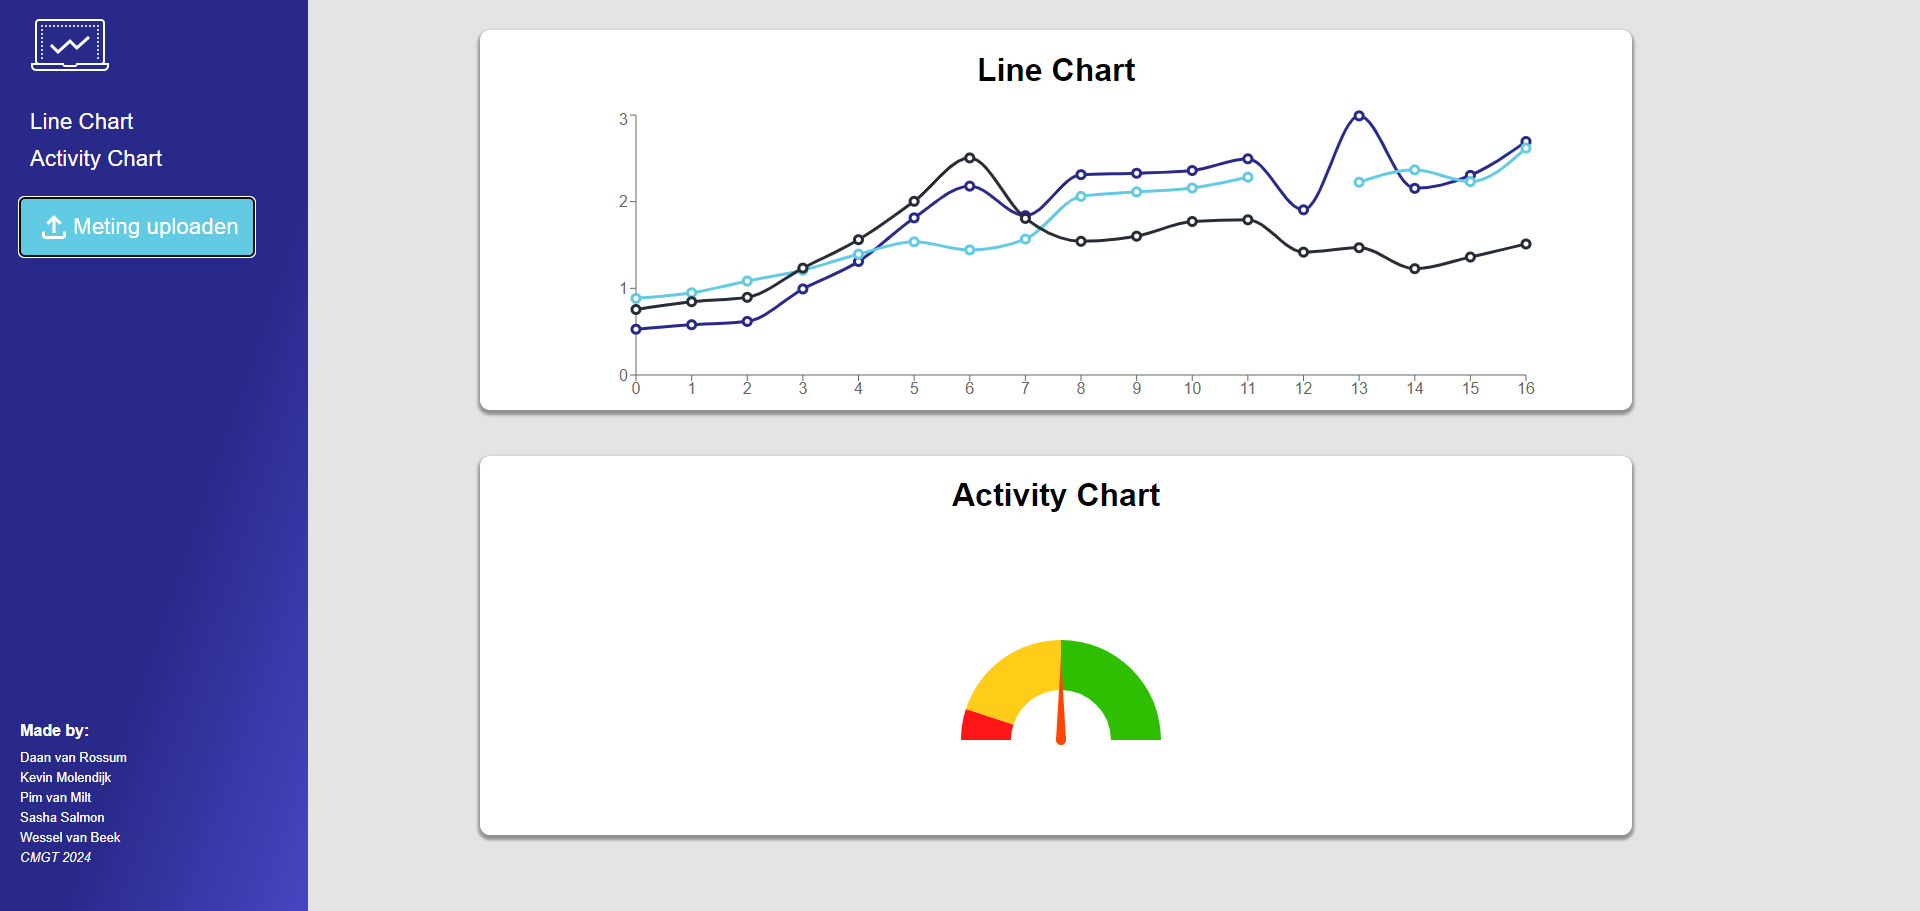 Line Chart
Activity Chart
Meting uploaden
Made by:
Daan van Rossum
Kevin Molendijk
Pim van Milt
Sasha Salmon
Wessel van Beek
CMGT 2024
Line Chart
3
2
1
0
0 1 2 3 4 5 6 7 8 9 10 11 12 13 14 15 16
Activity Chart